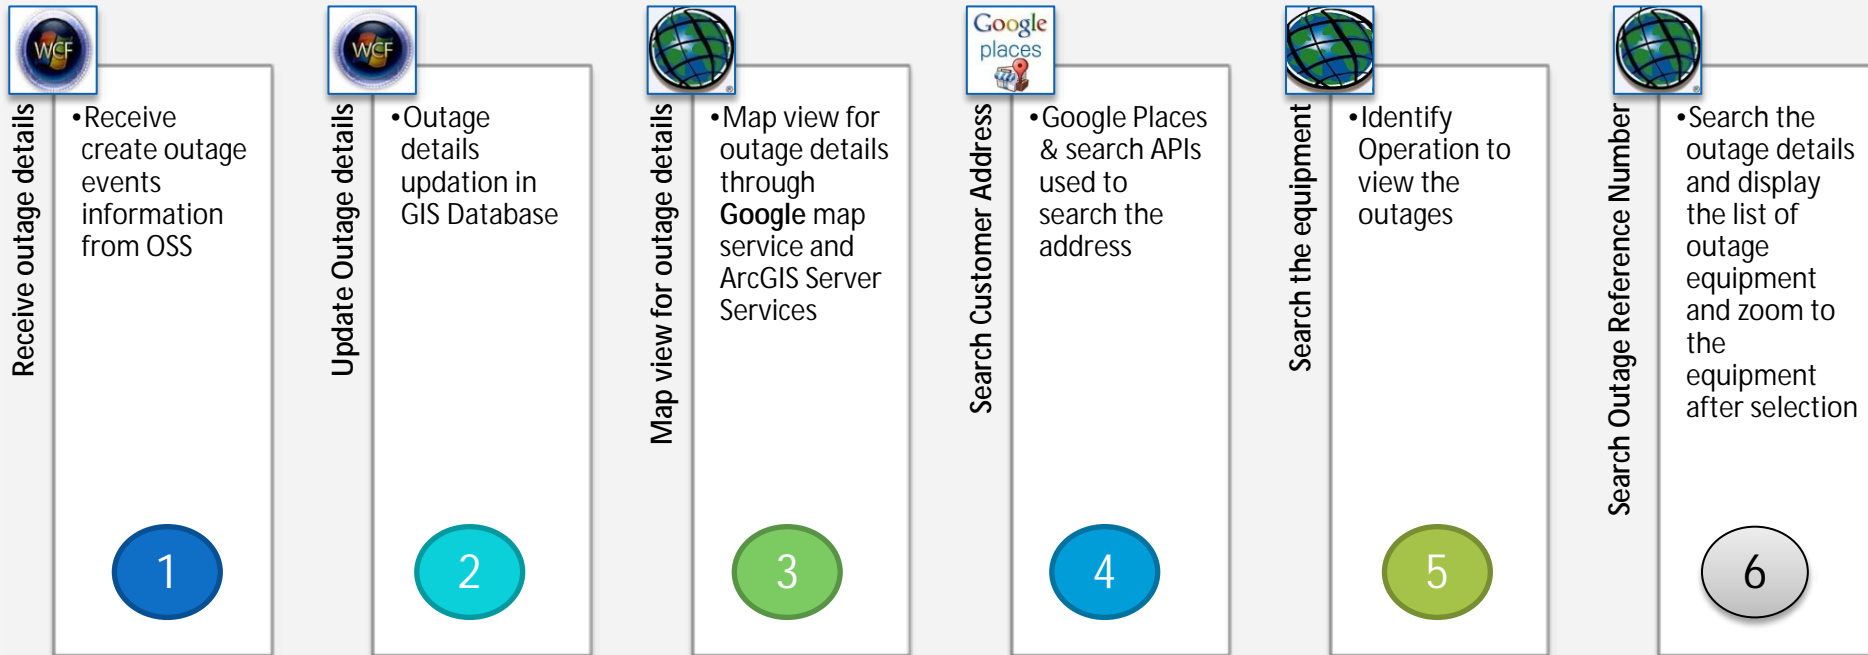 WCF
Receive outage details
•Receive
create outage
events
information
from OSS
1
WCF
Update Outage details
•Outage
details
updation in
GIS Database
2
®
Map view for outage details
•Map view for
outage details
through
Google map
service and
ArcGIS Server
Services
3
Google
places
Search Customer Address
•Google Places
& search APIs
used to
search the
address
4
Search the equipment
•Identify
Operation to
view the
outages
5
®
Search Outage Reference Number
•Search the
outage details
and display
the list of
outage
equipment
and zoom to
the
equipment
after selection
6